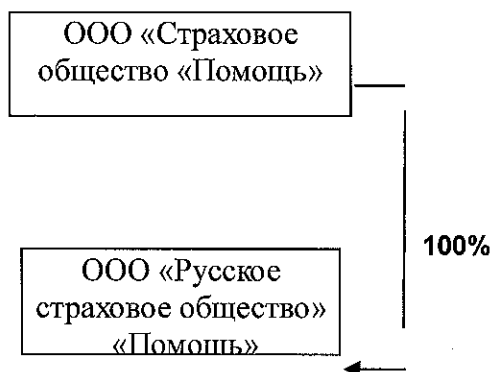 ООО «Страховое
общество «Помощь»
100%
ООО «Русское
страховое общество»
«Помощь»